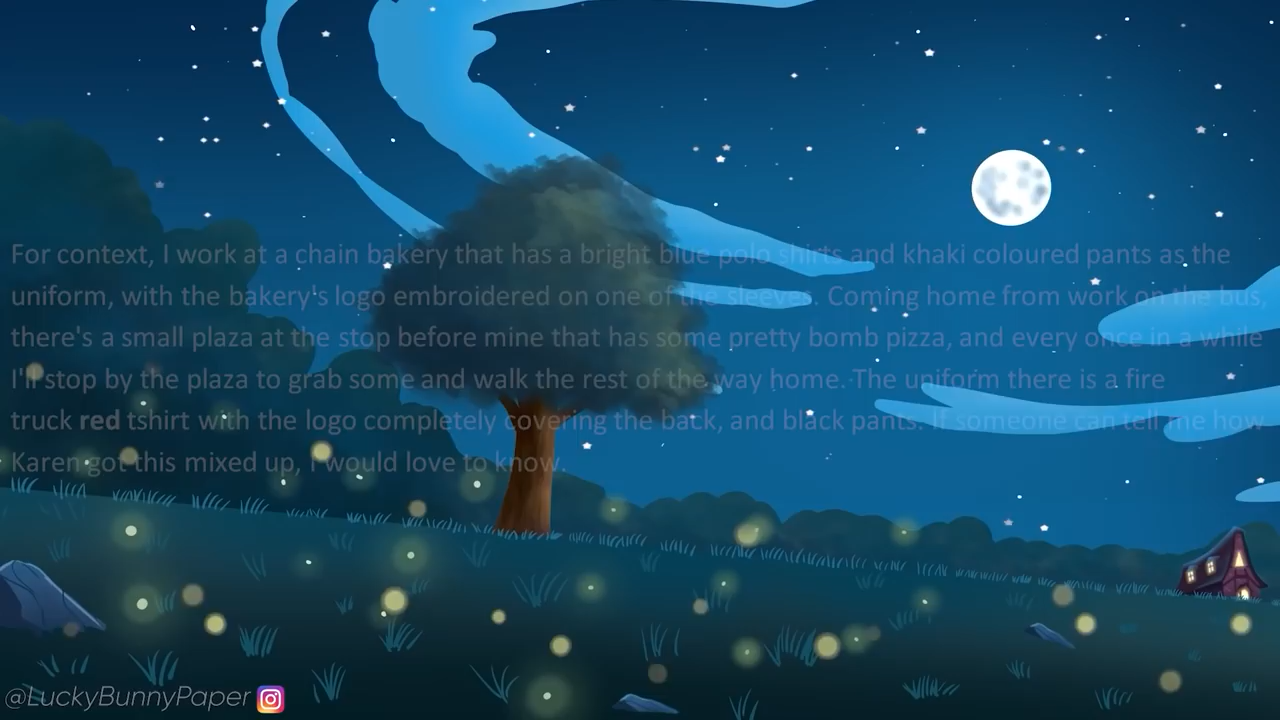 For context, I work at a chain bakery that has a bright blue polo shirts and khaki coloured pants as the
uniform, with the bakery's logo embroidered on one of the sleeves. Coming home from work on the bus,
there's a small plaza at the stop before mine that has some pretty bomb pizza, and every once in a while
I'll stop by the plaza to grab some and walk the rest of the way home. The uniform there is a fire
truck red tshirt with the logo completely covering the back, and black pants. If someone can tell me how
Karen got this mixed up, I would love to know.
@LuckyBunnyPaper